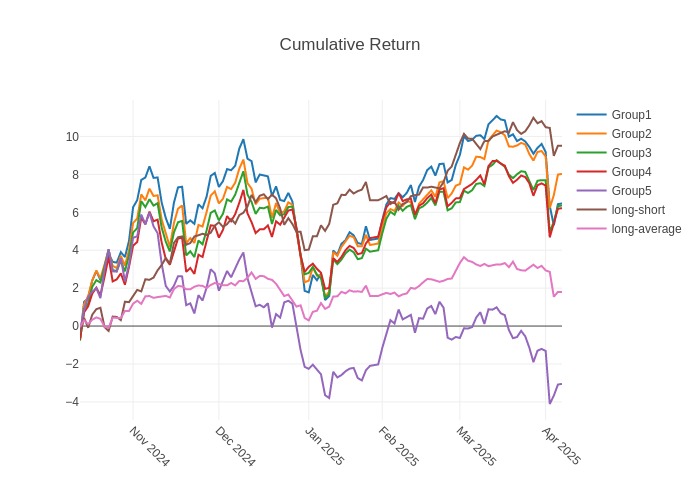 Cumulative Return
10
8
6
4
2
0
−2
−4
Nov 2024
Dec 2024
Jan 2025
Feb 2025
Mar 2025
Apr 2025
Group1
Group2
Group3
Group4
Group5
long-short
long-average